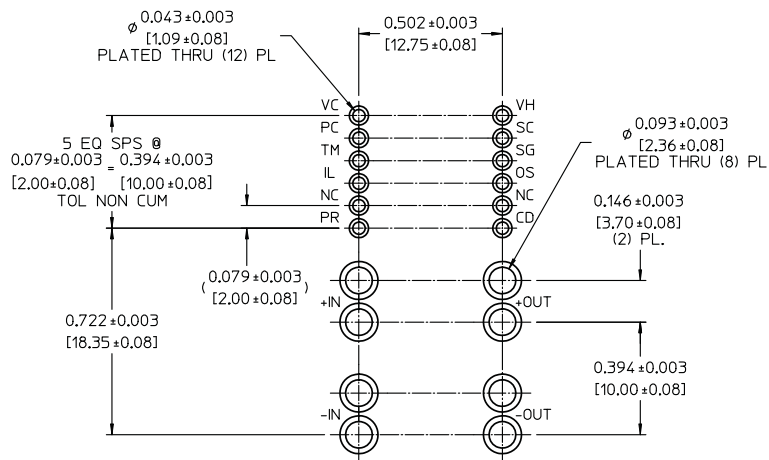 ø 0.043±0.003
[1.09±0.08]
PLATED THRU (12) PL
0.502±0.003
[12.75±0.08]
VC
VH
PC
SC
TM
SG
IL
OS
NC
NC
PR
CD
5 EQ SPS @
0.079±0.003 = 0.394±0.003
[2.00±0.08] [10.00±0.08]
TOL NON CUM
ø 0.093±0.003
[2.36±0.08]
PLATED THRU (8) PL
0.146±0.003
[3.70±0.08]
(2) PL.
( 0.079±0.003 )
[2.00±0.08]
+IN
+OUT
0.722±0.003
[18.35±0.08]
0.394±0.003
[10.00±0.08]
-IN
-OUT